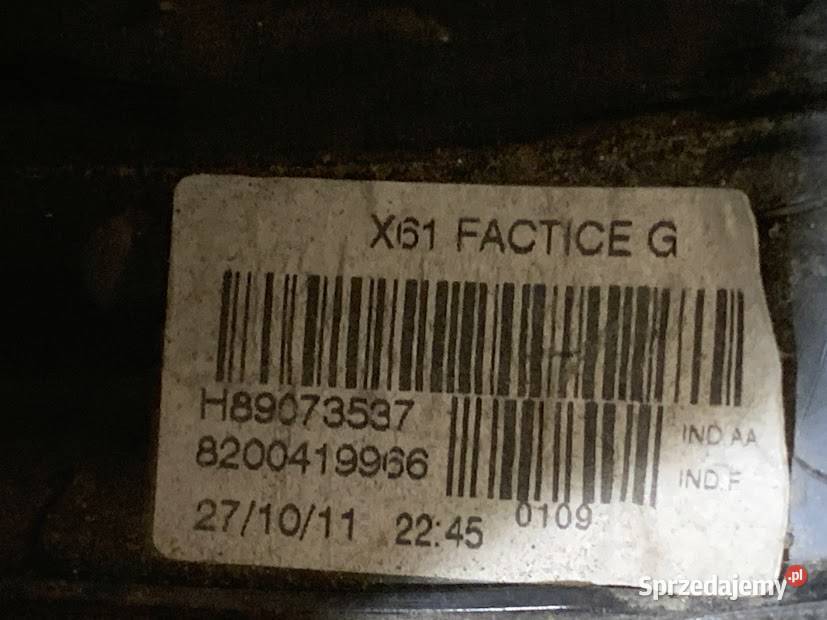 X61 FACTICE G
H89073537
IND.AA
8200419966
IND.F
27/10/11 22:45 0109
Sprzedajemy.pl